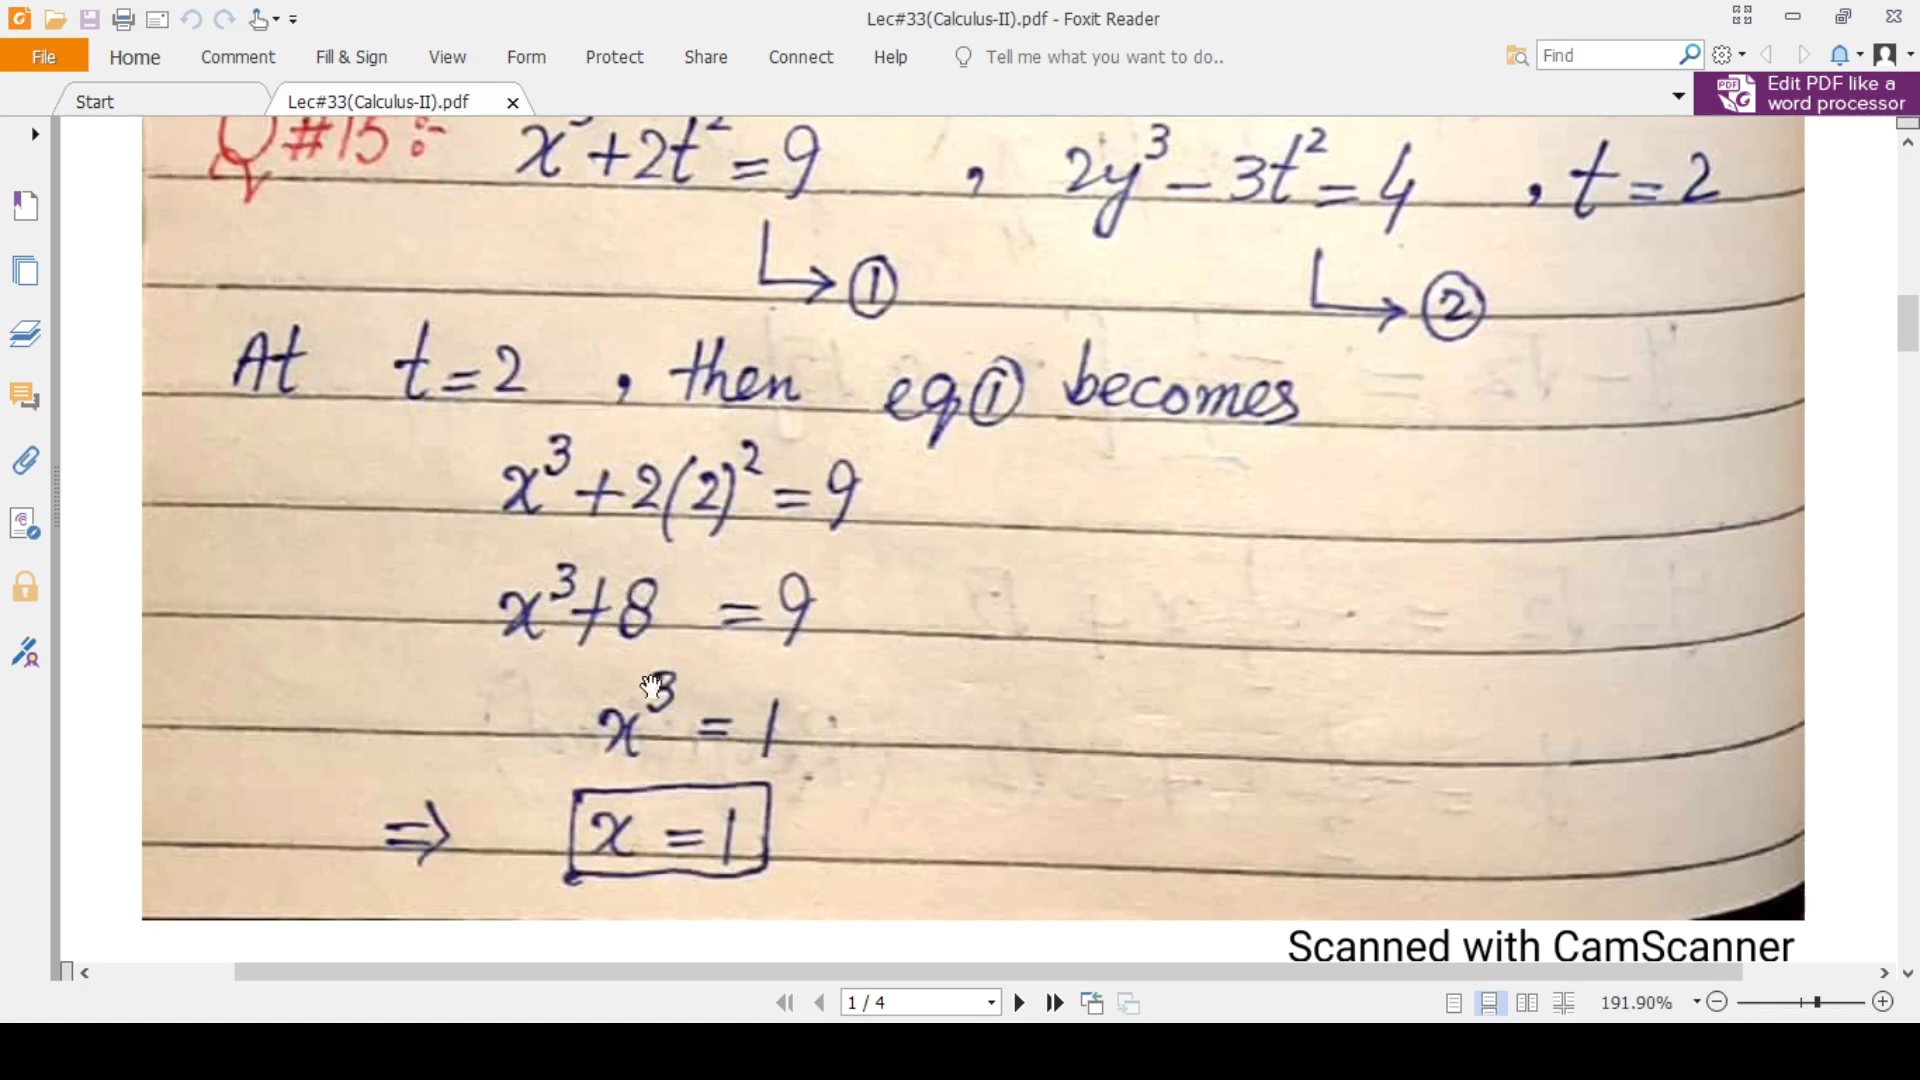 Lec#33(Calculus-II).pdf - Foxit Reader
File Home Comment Fill & Sign View Form Protect Share Connect Help Tell me what you want to do.. Find
Start Lec#33(Calculus-II).pdf
Edit PDF like a
word processor
Q#15:- x³+2t²=9 , 2y³-3t²=4 , t=2
↳ ① ↳ ②
At t=2 , then eq① becomes
x³+2(2)²=9
x³+8 =9
x³ = 1
⇒ x = 1
Scanned with CamScanner
1 / 4 191.90%